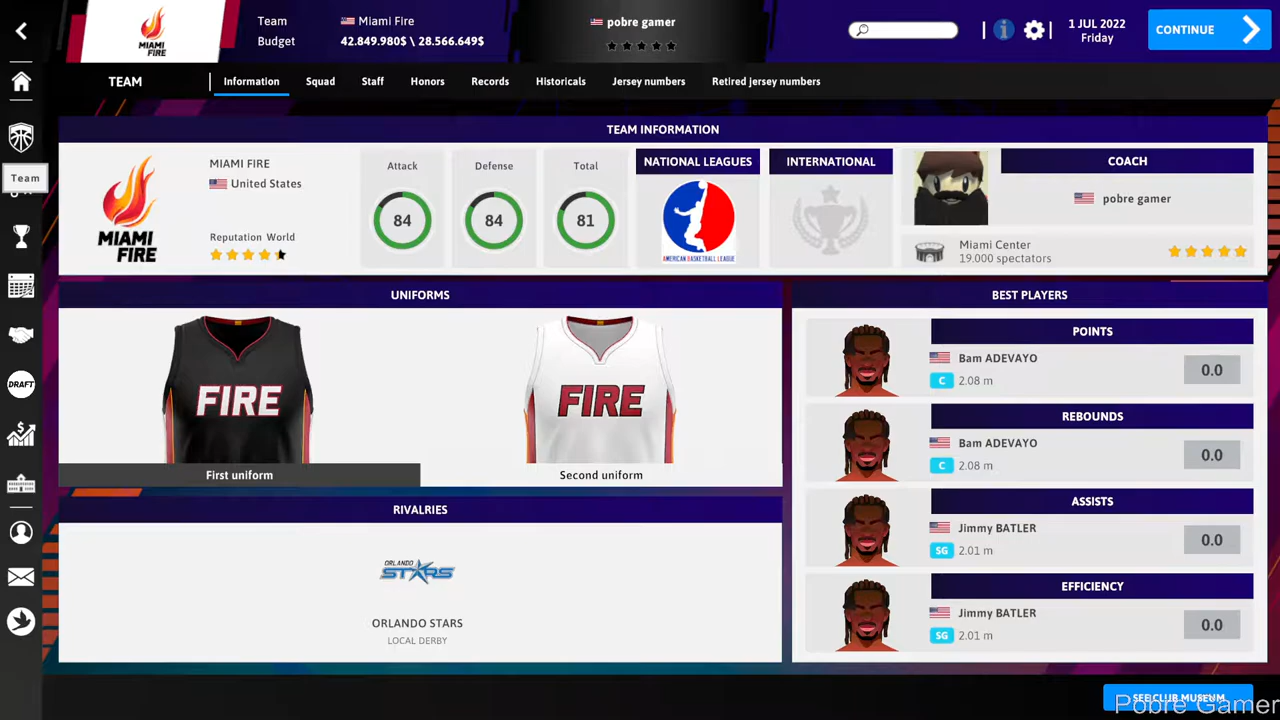 Team
Miami Fire
Budget
42.849.980$ \ 28.566.649$
pobre gamer
1 JUL 2022
Friday
CONTINUE
MIAMI
FIRE
TEAM
Information
Squad
Staff
Honors
Records
Historicals
Jersey numbers
Retired jersey numbers
Team
DRAFT
TEAM INFORMATION
MIAMI
FIRE
MIAMI FIRE
United States
Reputation World
Attack
84
Defense
84
Total
81
NATIONAL LEAGUES
AMERICAN BASKETBALL LEAGUE
INTERNATIONAL
COACH
pobre gamer
Miami Center
19.000 spectators
UNIFORMS
FIRE
FIRE
First uniform
Second uniform
RIVALRIES
ORLANDO
STARS
ORLANDO STARS
LOCAL DERBY
BEST PLAYERS
POINTS
Bam ADEVAYO
C 2.08 m
0.0
REBOUNDS
Bam ADEVAYO
C 2.08 m
0.0
ASSISTS
Jimmy BATLER
SG 2.01 m
0.0
EFFICIENCY
Jimmy BATLER
SG 2.01 m
0.0
SEE CLUB MUSEUM
Pobre Gamer